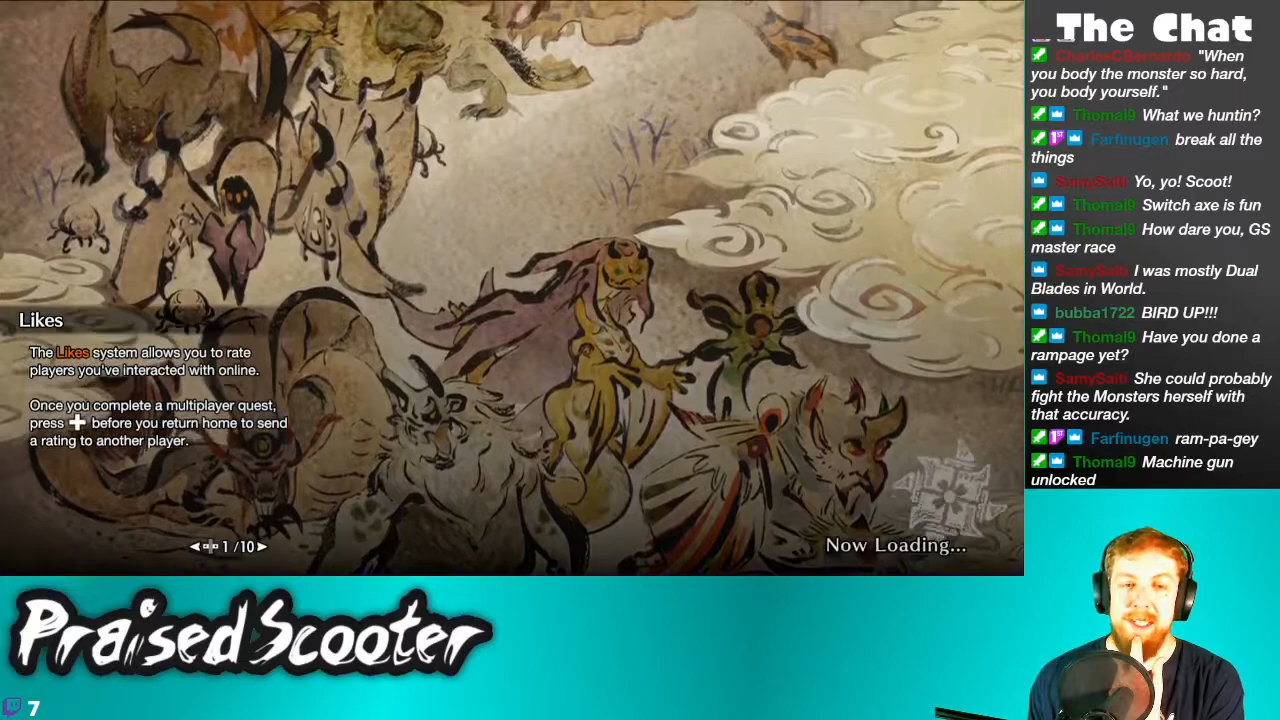 The Chat
CharlesCBernardo "When
you body the monster so hard,
you body yourself."
Thomal9 What we huntin?
Farfinugen break all the
things
SamySalti Yo, yo! Scoot!
Thomal9 Switch axe is fun
Thomal9 How dare you, GS
master race
SamySalti I was mostly Dual
Blades in World.
bubba1722 BIRD UP!!!
Thomal9 Have you done a
rampage yet?
SamySalti She could probably
fight the Monsters herself with
that accuracy.
Farfinugen ram-pa-gey
Thomal9 Machine gun
unlocked
Likes
The Likes system allows you to rate
players you've interacted with online.
Once you complete a multiplayer quest,
press + before you return home to send
a rating to another player.
1 /10
Now Loading...
Praised Scooter
7